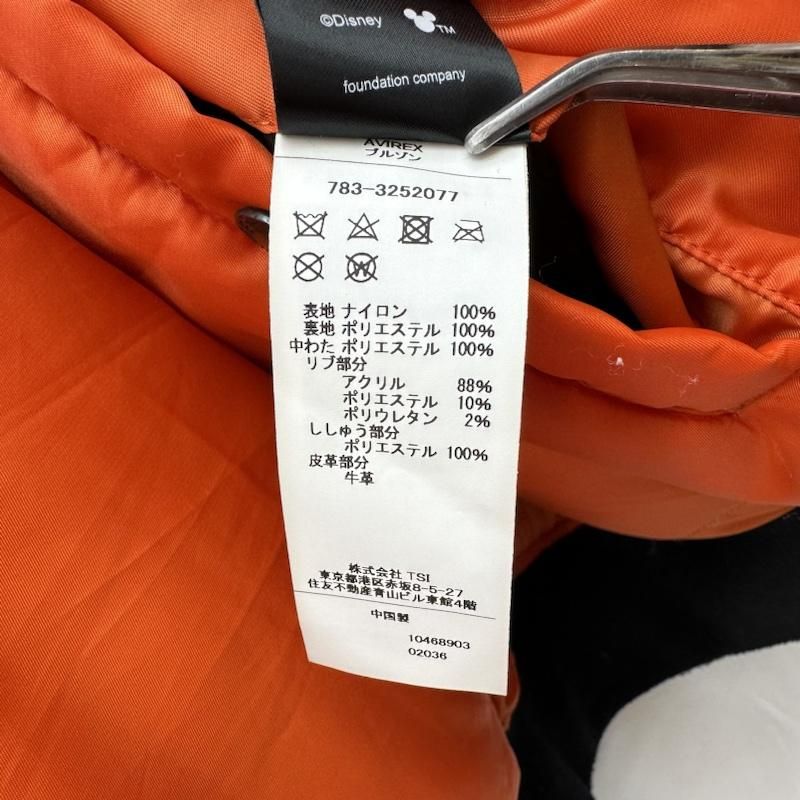 ©Disney TM
foundation company
AVIREX
ブルゾン
783-3252077
W
表地 ナイロン 100%
裏地 ポリエステル 100%
中わた ポリエステル 100%
リブ部分
アクリル 88%
ポリエステル 10%
ポリウレタン 2%
ししゅう部分
ポリエステル 100%
皮革部分
牛革
株式会社 TSI
東京都港区赤坂8-5-27
住友不動産青山ビル東館4階
中国製
10468903
02036